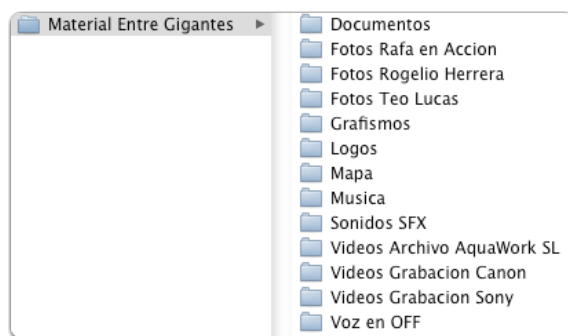 Material Entre Gigantes
Documentos
Fotos Rafa en Accion
Fotos Rogelio Herrera
Fotos Teo Lucas
Grafismos
Logos
Mapa
Musica
Sonidos SFX
Videos Archivo AquaWork SL
Videos Grabacion Canon
Videos Grabacion Sony
Voz en OFF